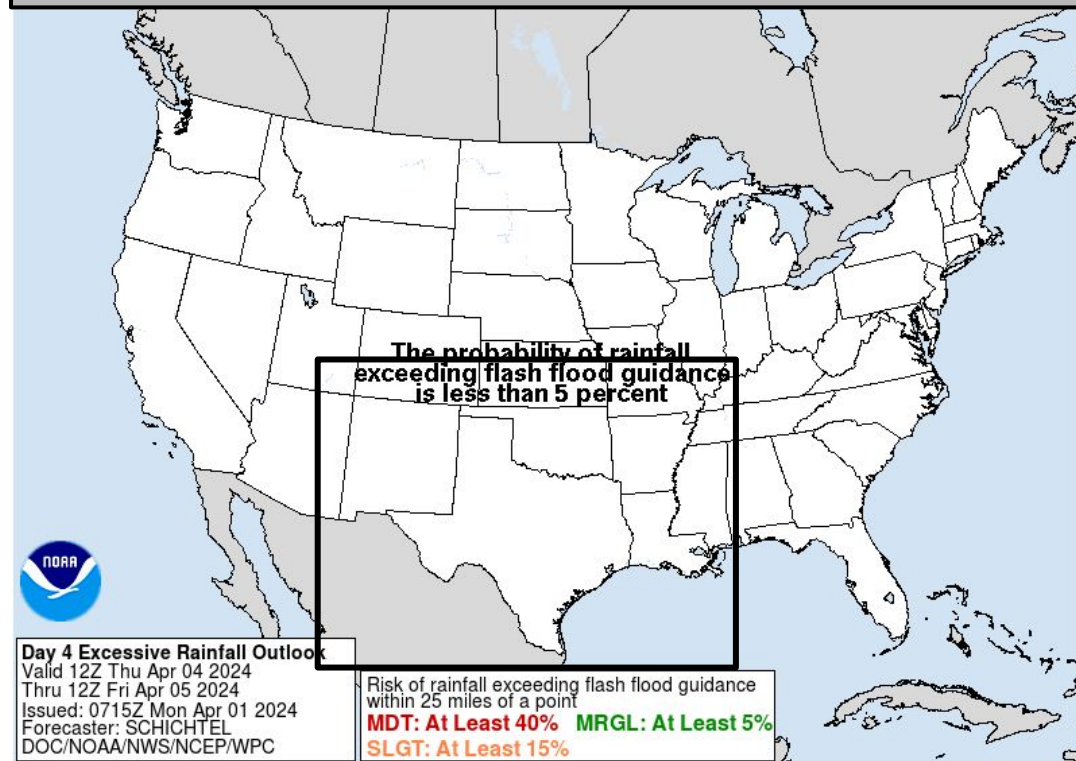 The probability of rainfall
exceeding flash flood guidance
is less than 5 percent
NOAA
Day 4 Excessive Rainfall Outlook
Valid 12Z Thu Apr 04 2024
Thru 12Z Fri Apr 05 2024
Issued: 0715Z Mon Apr 01 2024
Forecaster: SCHICHTEL
DOC/NOAA/NWS/NCEP/WPC
Risk of rainfall exceeding flash flood guidance
within 25 miles of a point
MDT: At Least 40% MRGL: At Least 5%
SLGT: At Least 15%